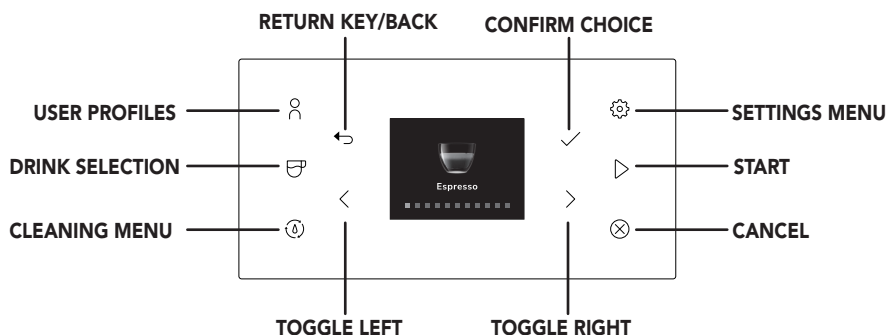 RETURN KEY/BACK
CONFIRM CHOICE
USER PROFILES
SETTINGS MENU
DRINK SELECTION
START
Espresso
CLEANING MENU
CANCEL
TOGGLE LEFT
TOGGLE RIGHT